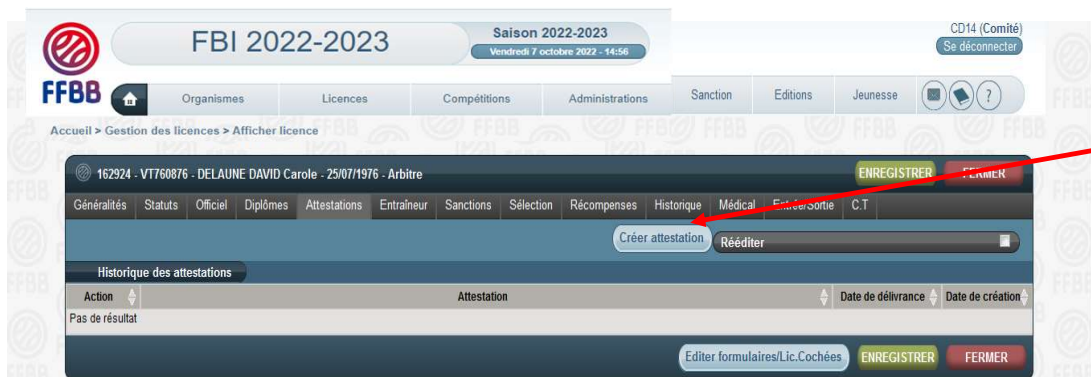 FBI 2022-2023
Saison 2022-2023
Vendredi 7 octobre 2022 - 14:56
CD14 (Comité)
Se déconnecter
FFBB
Organismes Licences Compétitions Administrations Sanction Editions Jeunesse ?
Accueil > Gestion des licences > Afficher licence
162924 - VT760876 - DELAUNE DAVID Carole - 25/07/1976 - Arbitre ENREGISTRER FERMER
Généralités Statuts Officiel Diplômes Attestations Entraîneur Sanctions Sélection Récompenses Historique Médical Entrée/Sortie C.T
Créer attestation Rééditer
Historique des attestations
Action Attestation Date de délivrance Date de création
Pas de résultat
Editer formulaires/Lic.Cochées ENREGISTRER FERMER